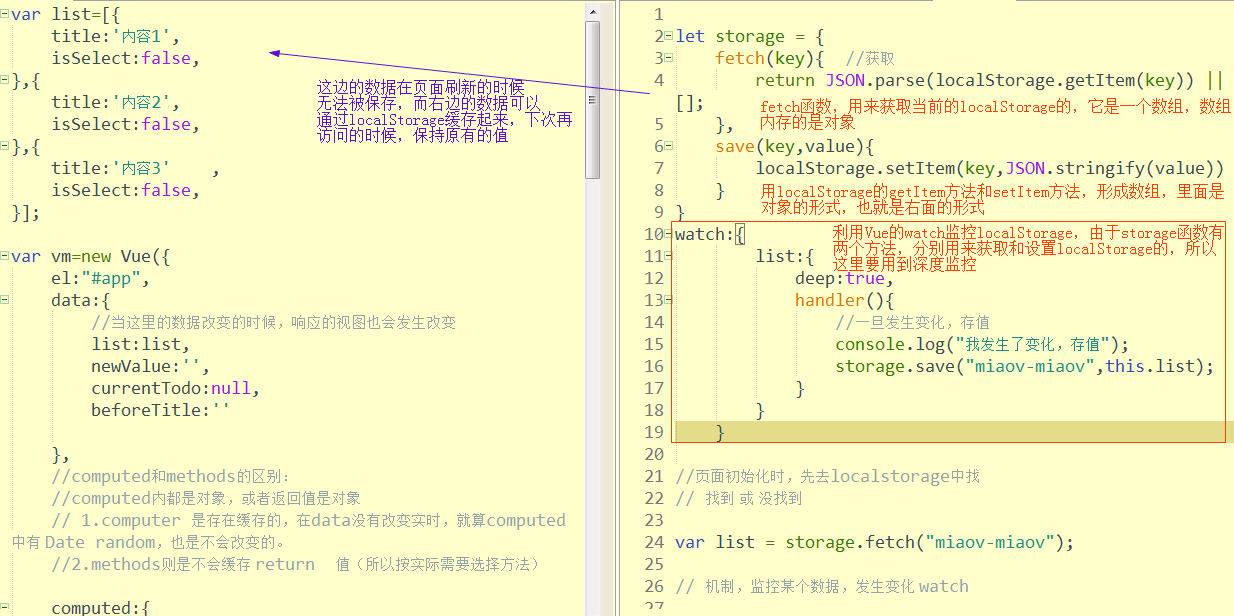 var list=[{
title:'内容1',
isSelect:false,
},{
title:'内容2',
isSelect:false,
},{
title:'内容3'    ,
isSelect:false,
}];
var vm=new Vue({
el:"#app",
data:{
//当这里的数据改变的时候，响应的视图也会发生改变
list:list,
newValue:'',
currentTodo:null,
beforeTitle:''
},
//computed和methods的区别：
//computed内都是对象，或者返回值是对象
// 1.computer 是存在缓存的，在data没有改变实时，就算computed
中有 Date random，也是不会改变的。
//2.methods则是不会缓存 return  值（所以按实际需要选择方法）
computed:{
这边的数据在页面刷新的时候
无法被保存，而右边的数据可以
通过localStorage缓存起来，下次再
访问的时候，保持原有的值
1
2 let storage = {
3 fetch(key){  //获取
4 return JSON.parse(localStorage.getItem(key)) ||
[];
fetch函数，用来获取当前的localStorage的，它是一个数组，数组
内存的是对象
5 },
6 save(key,value){
7 localStorage.setItem(key,JSON.stringify(value))
8 }
用localStorage的getItem方法和setItem方法，形成数组，里面是
对象的形式，也就是右面的形式
9 }
10 watch:{
利用Vue的watch监控localStorage，由于storage函数有
两个方法，分别用来获取和设置localStorage的，所以
这里要用到深度监控
11 list:{
12 deep:true,
13 handler(){
14 //一旦发生变化，存值
15 console.log("我发生了变化，存值");
16 storage.save("miaov-miaov",this.list);
17 }
18 }
19 }
20
21 //页面初始化时，先去localstorage中找
22 // 找到 或 没找到
23
24 var list = storage.fetch("miaov-miaov");
25
26 // 机制，监控某个数据，发生变化 watch
27